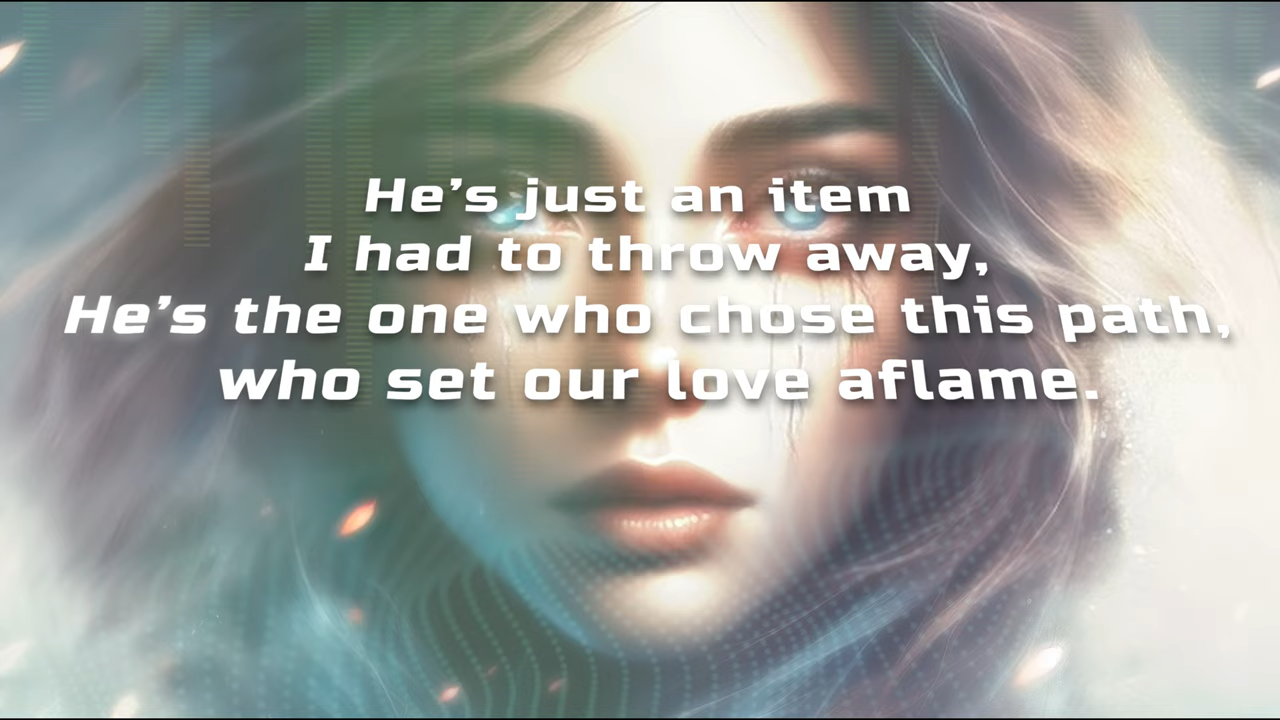 He’s just an item
I had to throw away,
He’s the one who chose this path,
who set our love aflame.